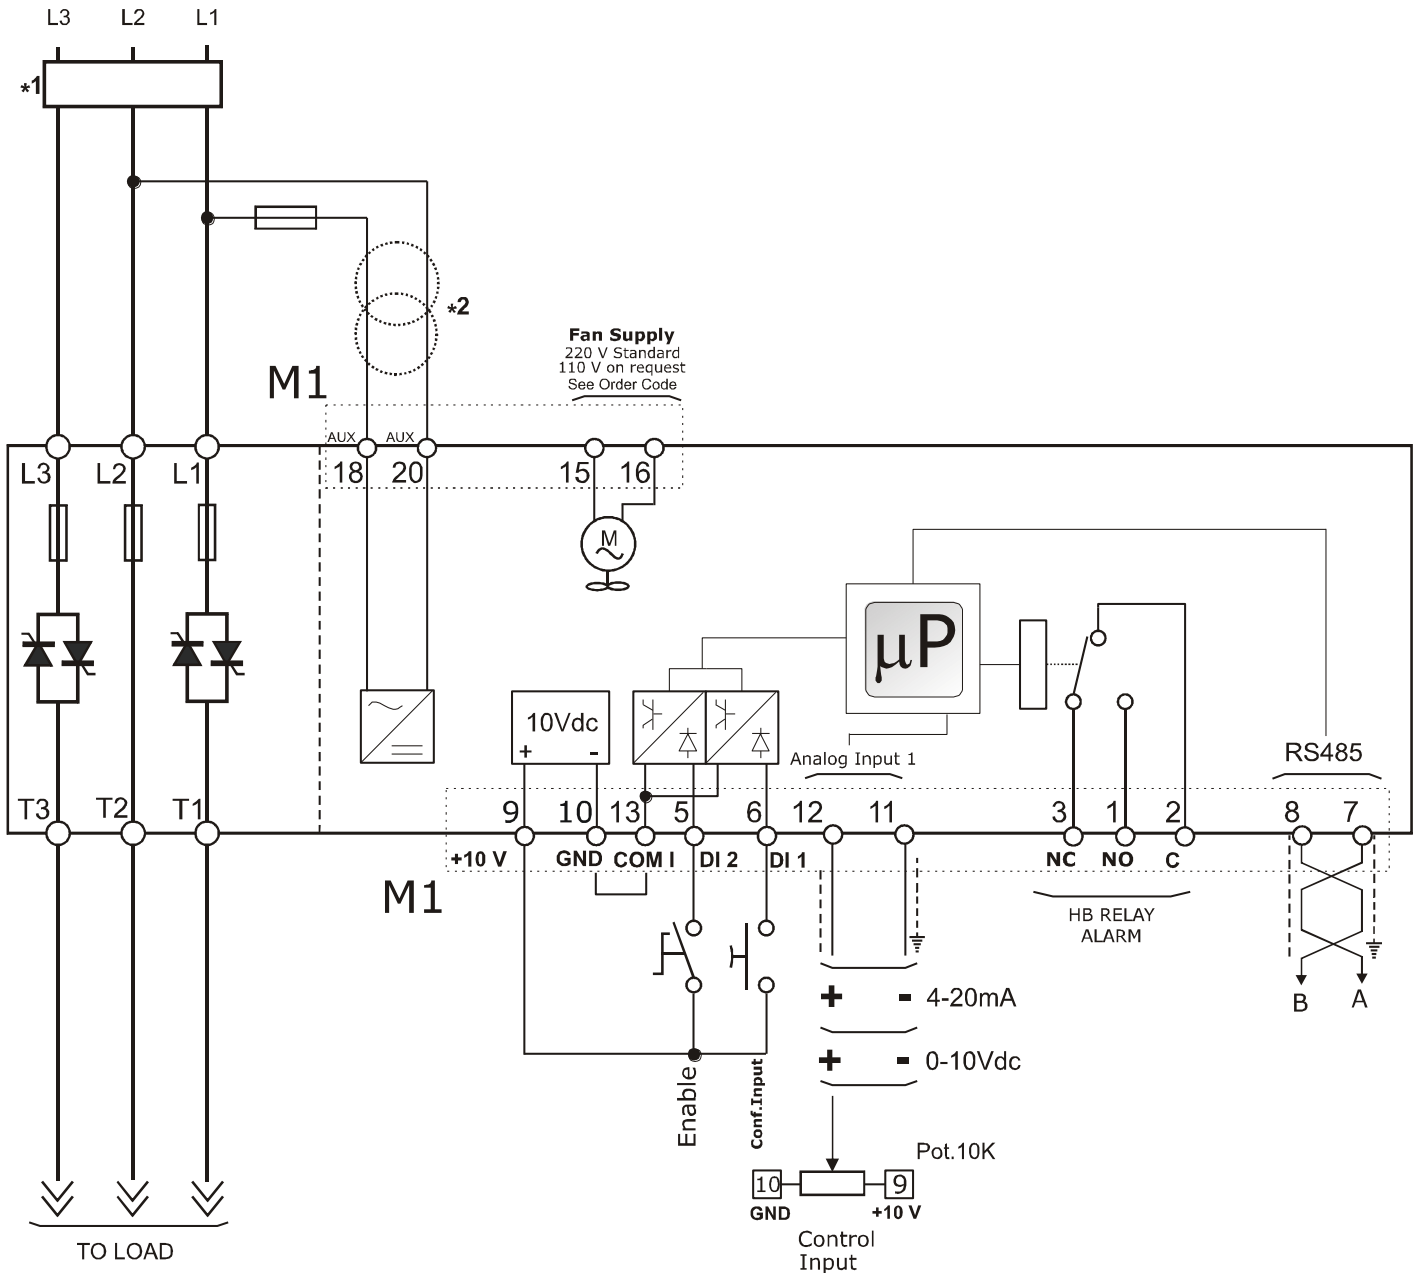 L3 L2 L1
*1
*2
Fan Supply
220 V Standard
110 V on request
See Order Code
M1
AUX AUX
L3 L2 L1 18 20 15 16
M
µP
10Vdc
+ -
Analog Input 1
RS485
T3 T2 T1 9 10 13 5 6 12 11 3 1 2 8 7
+10 V GND COM I DI 2 DI 1 NC NO C
M1
HB RELAY
ALARM
+ - 4-20mA
B A
+ - 0-10Vdc
Enable
Conf.Input
Pot.10K
10 9
GND +10 V
Control
Input
TO LOAD